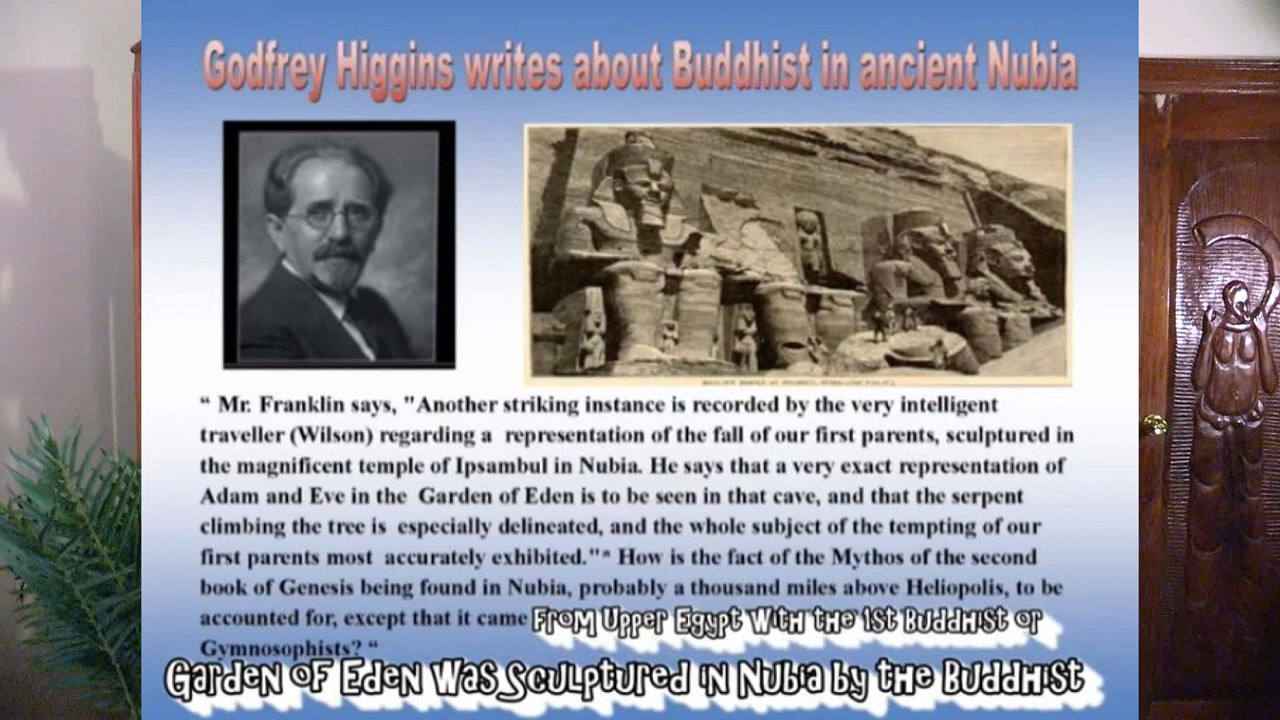 Godfrey Higgins writes about Buddhist in ancient Nubia
“ Mr. Franklin says, "Another striking instance is recorded by the very intelligent
traveller (Wilson) regarding a representation of the fall of our first parents, sculptured in
the magnificent temple of Ipsambul in Nubia. He says that a very exact representation of
Adam and Eve in the Garden of Eden is to be seen in that cave, and that the serpent
climbing the tree is especially delineated, and the whole subject of the tempting of our
first parents most accurately exhibited."* How is the fact of the Mythos of the second
book of Genesis being found in Nubia, probably a thousand miles above Heliopolis, to be
accounted for, except that it came From Upper Egypt With the 1st Buddhist or
Gymnosophists? “
Garden of Eden Was Sculptured in Nubia by the Buddhist